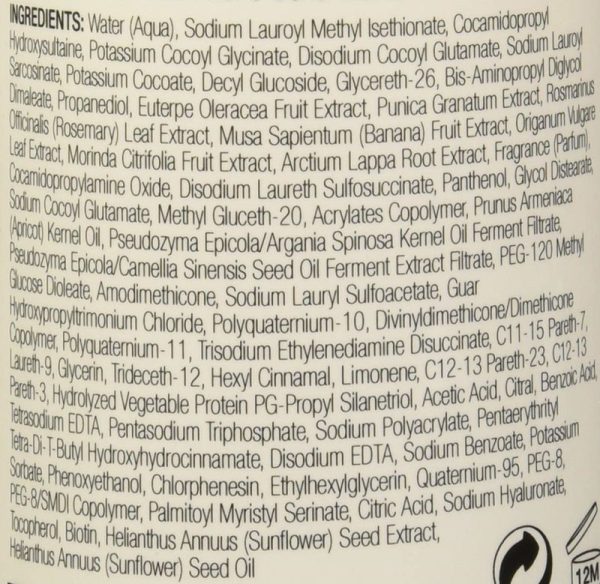 INGREDIENTS: Water (Aqua), Sodium Lauroyl Methyl Isethionate, Cocamidopropyl
Hydroxysultaine, Potassium Cocoyl Glycinate, Disodium Cocoyl Glutamate, Sodium Lauroyl
Sarcosinate, Potassium Cocoate, Decyl Glucoside, Glycereth-26, Bis-Aminopropyl Diglycol
Dimaleate, Propanediol, Euterpe Oleracea Fruit Extract, Punica Granatum Extract, Rosmarinus
Officinalis (Rosemary) Leaf Extract, Musa Sapientum (Banana) Fruit Extract, Origanum Vulgare
Leaf Extract, Morinda Citrifolia Fruit Extract, Arctium Lappa Root Extract, Fragrance (Parfum),
Cocamidopropylamine Oxide, Disodium Laureth Sulfosuccinate, Panthenol, Glycol Distearate,
Sodium Cocoyl Glutamate, Methyl Gluceth-20, Acrylates Copolymer, Prunus Armeniaca
(Apricot) Kernel Oil, Pseudozyma Epicola/Argania Spinosa Kernel Oil Ferment Filtrate,
Pseudozyma Epicola/Camellia Sinensis Seed Oil Ferment Extract Filtrate, PEG-120 Methyl
Glucose Dioleate, Amodimethicone, Sodium Lauryl Sulfoacetate, Guar
Hydroxypropyltrimonium Chloride, Polyquaternium-10, Divinyldimethicone/Dimethicone
Copolymer, Polyquaternium-11, Trisodium Ethylenediamine Disuccinate, C11-15 Pareth-7,
Laureth-9, Glycerin, Trideceth-12, Hexyl Cinnamal, Limonene, C12-13 Pareth-23, C12-13
Pareth-3, Hydrolyzed Vegetable Protein PG-Propyl Silanetriol, Acetic Acid, Citral, Benzoic Acid,
Tetrasodium EDTA, Pentasodium Triphosphate, Sodium Polyacrylate, Pentaerythrityl
Tetra-Di-T-Butyl Hydroxyhydrocinnamate, Disodium EDTA, Sodium Benzoate, Potassium
Sorbate, Phenoxyethanol, Chlorphenesin, Ethylhexylglycerin, Quaternium-95, PEG-8,
PEG-8/SMDI Copolymer, Palmitoyl Myristyl Serinate, Citric Acid, Sodium Hyaluronate,
Tocopherol, Biotin, Helianthus Annuus (Sunflower) Seed Extract,
Helianthus Annuus (Sunflower) Seed Oil
12M